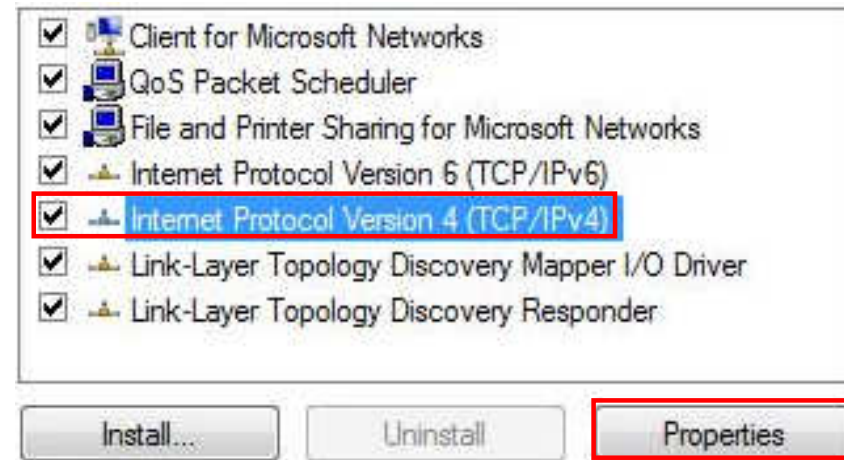 Client for Microsoft Networks
QoS Packet Scheduler
File and Printer Sharing for Microsoft Networks
Internet Protocol Version 6 (TCP/IPv6)
Internet Protocol Version 4 (TCP/IPv4)
Link-Layer Topology Discovery Mapper I/O Driver
Link-Layer Topology Discovery Responder
Install... Uninstall Properties